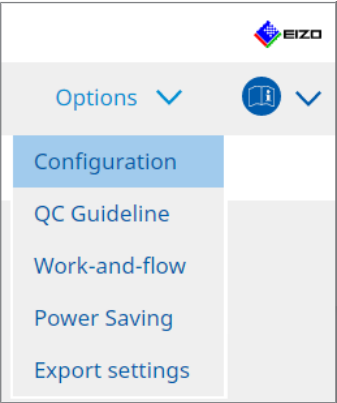 EIZO
Options
Configuration
QC Guideline
Work-and-flow
Power Saving
Export settings